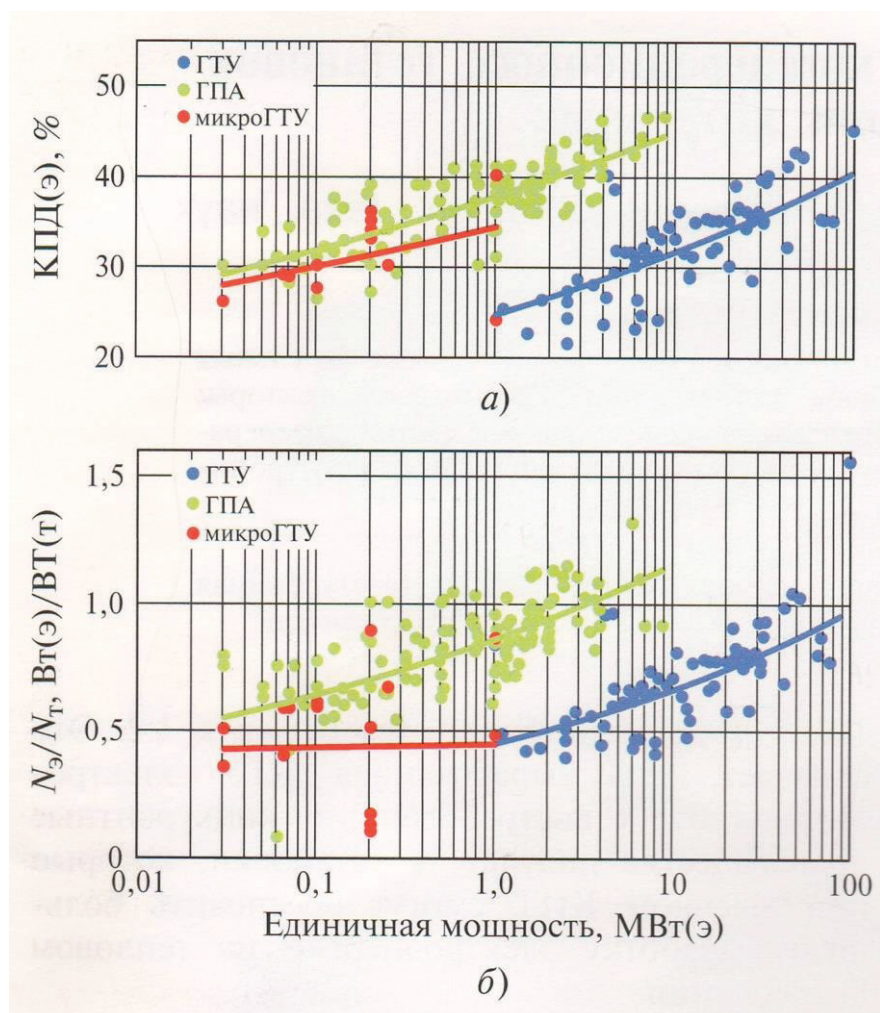 КПД(э), %
50
40
30
20
ГТУ
ГПА
микроГТУ
а)
Nэ/Nт, Вт(э)/ВТ(т)
1,5
1,0
0,5
0
ГТУ
ГПА
микроГТУ
0,01 0,1 1,0 10 100
Единичная мощность, МВт(э)
б)